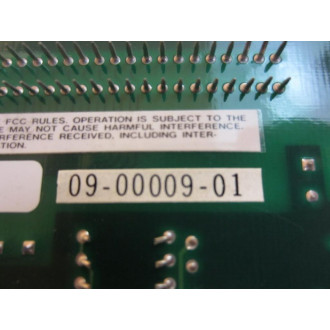 FCC RULES. OPERATION IS SUBJECT TO THE
E MAY NOT CAUSE HARMFUL INTERFERENCE,
RFERENCE RECEIVED, INCLUDING INTER-
TION.
09-00009-01